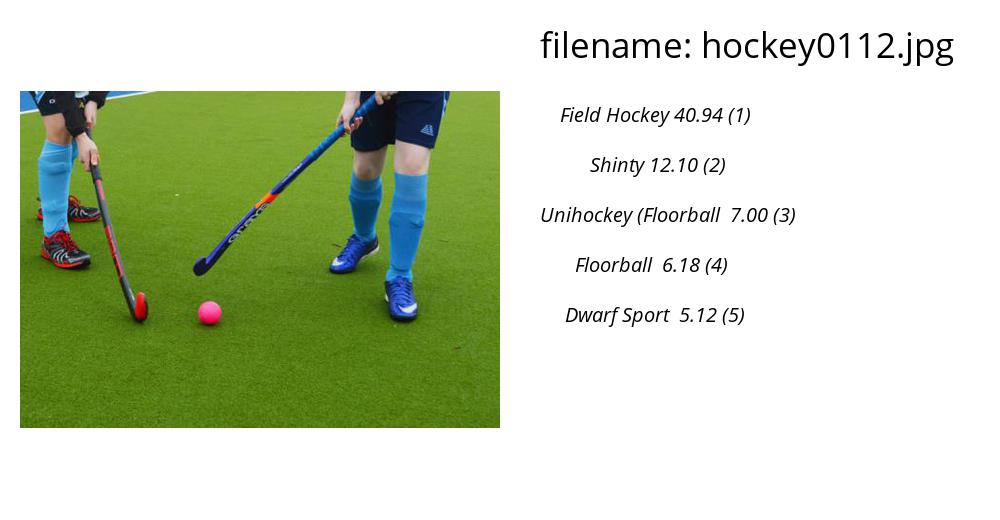 filename: hockey0112.jpg
Field Hockey 40.94 (1)
Shinty 12.10 (2)
Unihockey (Floorball 7.00 (3)
Floorball 6.18 (4)
Dwarf Sport 5.12 (5)